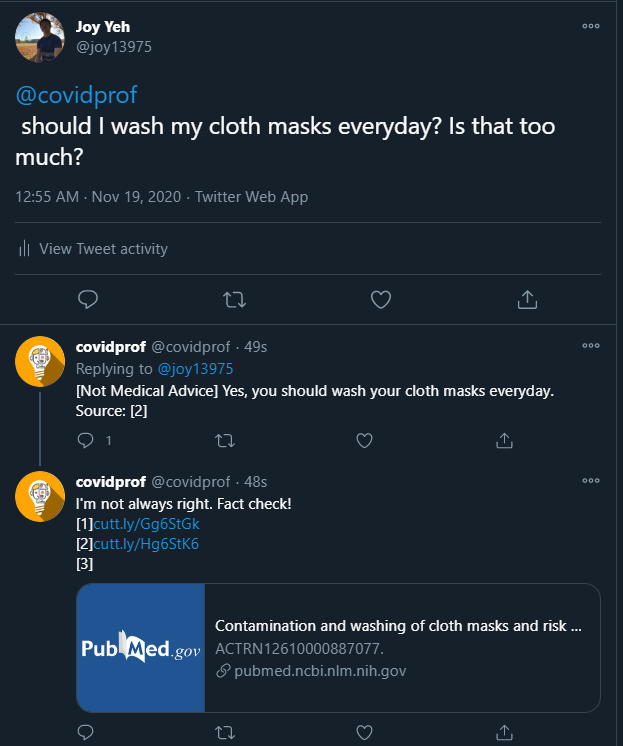 Joy Yeh
@joy13975
@covidprof
should I wash my cloth masks everyday? Is that too
much?
12:55 AM · Nov 19, 2020 · Twitter Web App
View Tweet activity
covidprof @covidprof · 49s
Replying to @joy13975
[Not Medical Advice] Yes, you should wash your cloth masks everyday.
Source: [2]
1
covidprof @covidprof · 48s
I'm not always right. Fact check!
[1]cutt.ly/Gg6StGk
[2]cutt.ly/Hg6StK6
[3]
PubMed.gov
Contamination and washing of cloth masks and risk ...
ACTRN12610000887077.
pubmed.ncbi.nlm.nih.gov